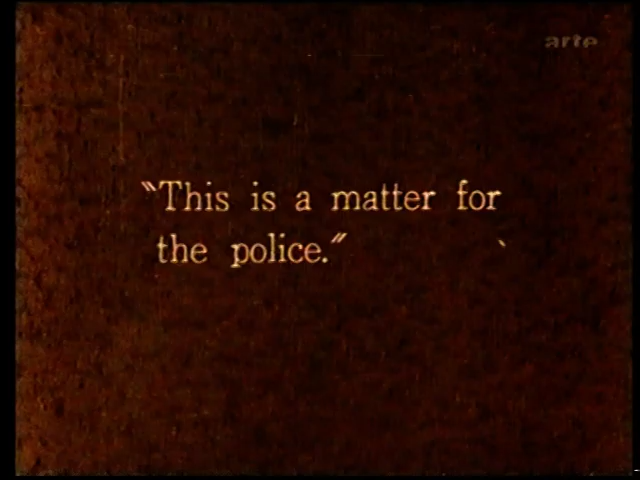 arte
"This is a matter for
the police."